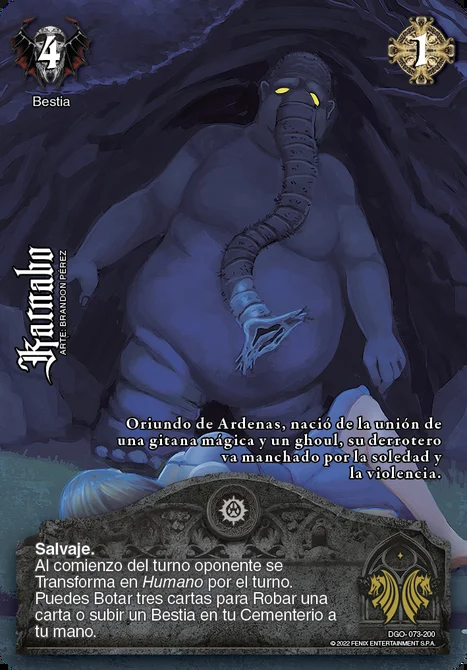 4
1
Bestia
Karnabo
ARTE: BRANDON PÉREZ
Oriundo de Ardenas, nació de la unión de
una gitana mágica y un ghoul, su derrotero
va manchado por la soledad y
la violencia.
Salvaje.
Al comienzo del turno oponente se
Transforma en Humano por el turno.
Puedes Botar tres cartas para Robar una
carta o subir un Bestia en tu Cementerio a
tu mano.
DGO- 073-200
© 2022 FENIX ENTERTAINMENT S.P.A.